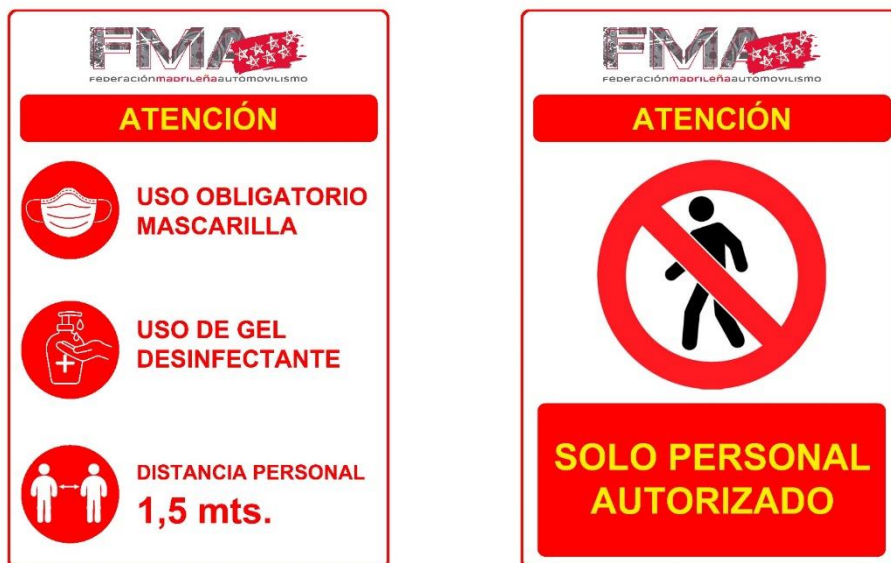 FMA
FEDERACIÓNMADRILEÑAAUTOMOVILISMO
ATENCIÓN
USO OBLIGATORIO
MASCARILLA
USO DE GEL
DESINFECTANTE
DISTANCIA PERSONAL
1,5 mts.
FMA
FEDERACIÓNMADRILEÑAAUTOMOVILISMO
ATENCIÓN
SOLO PERSONAL
AUTORIZADO